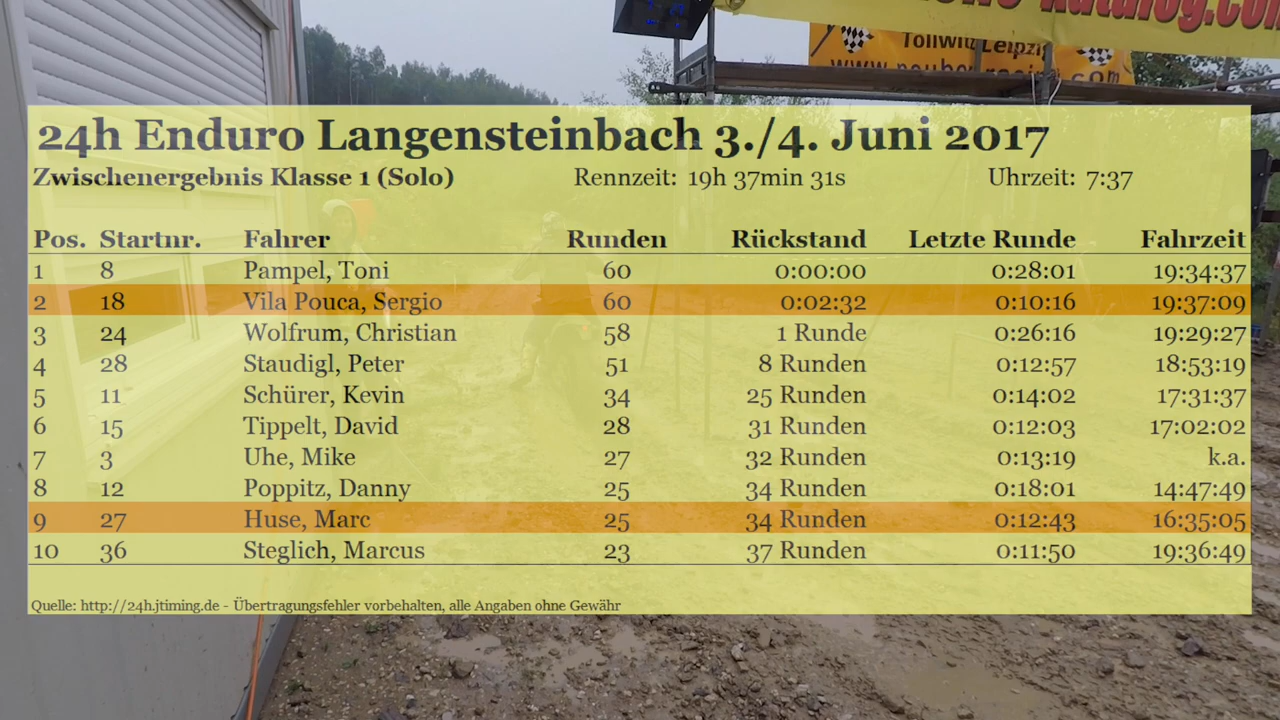 katalog.com
Tollwitz Leipzig
24h Enduro Langensteinbach 3./4. Juni 2017
Zwischenergebnis Klasse 1 (Solo) Rennzeit: 19h 37min 31s Uhrzeit: 7:37
Pos. Startnr. Fahrer Runden Rückstand Letzte Runde Fahrzeit
1 8 Pampel, Toni 60 0:00:00 0:28:01 19:34:37
2 18 Vila Pouca, Sergio 60 0:02:32 0:10:16 19:37:09
3 24 Wolfrum, Christian 58 1 Runde 0:26:16 19:29:27
4 28 Staudigl, Peter 51 8 Runden 0:12:57 18:53:19
5 11 Schürer, Kevin 34 25 Runden 0:14:02 17:31:37
6 15 Tippelt, David 28 31 Runden 0:12:03 17:02:02
7 3 Uhe, Mike 27 32 Runden 0:13:19 k.a.
8 12 Poppitz, Danny 25 34 Runden 0:18:01 14:47:49
9 27 Huse, Marc 25 34 Runden 0:12:43 16:35:05
10 36 Steglich, Marcus 23 37 Runden 0:11:50 19:36:49
Quelle: http://24h.jtiming.de - Übertragungsfehler vorbehalten, alle Angaben ohne Gewähr